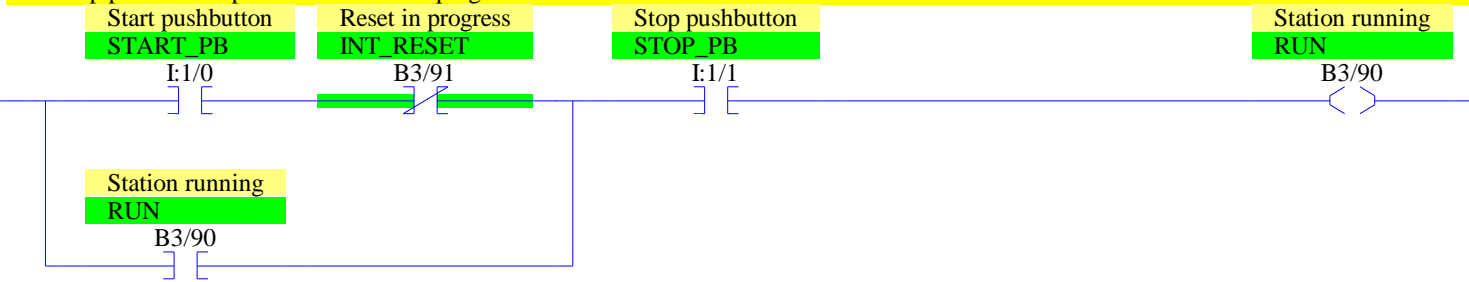 Start pushbutton Reset in progress Stop pushbutton Station running
START_PB INT_RESET STOP_PB RUN
I:1/0 B3/91 I:1/1 B3/90
Station running
RUN
B3/90